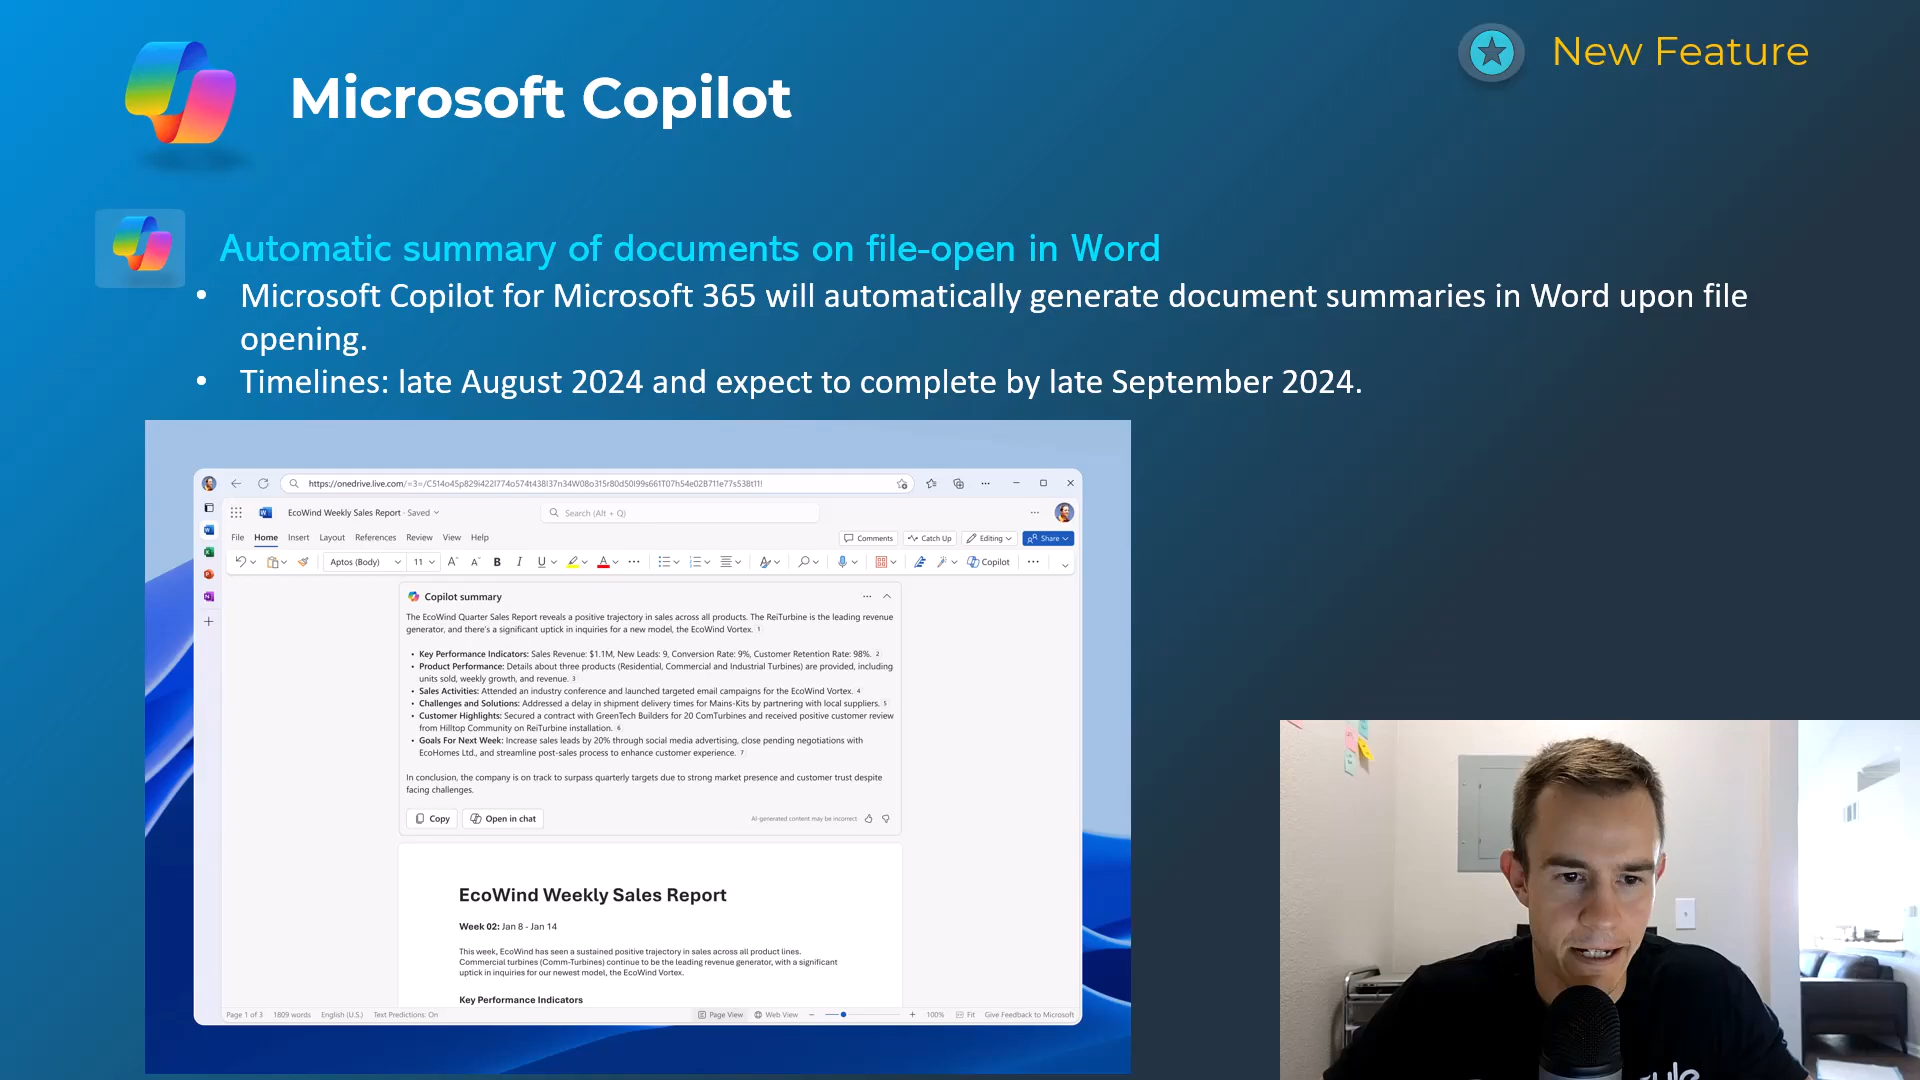 Microsoft Copilot
New Feature
Automatic summary of documents on file-open in Word
• Microsoft Copilot for Microsoft 365 will automatically generate document summaries in Word upon file
opening.
• Timelines: late August 2024 and expect to complete by late September 2024.
EcoWind Weekly Sales Report · Saved
Search (Alt + Q)
File Home Insert Layout References Review View Help
Comments Catch Up Editing Share
Aptos (Body) 11 Copilot
Copilot summary
The EcoWind Quarter Sales Report reveals a positive trajectory in sales across all products. The ReiTurbine is the leading revenue
generator, and there's a significant uptick in inquiries for a new model, the EcoWind Vortex. 1
• Key Performance Indicators: Sales Revenue: $1.1M, New Leads: 9, Conversion Rate: 9%, Customer Retention Rate: 98%. 2
• Product Performance: Details about three products (Residential, Commercial and Industrial Turbines) are provided, including
units sold, weekly growth, and revenue. 3
• Sales Activities: Attended an industry conference and launched targeted email campaigns for the EcoWind Vortex. 4
• Challenges and Solutions: Addressed a delay in shipment delivery times for Mains-Kits by partnering with local suppliers. 5
• Customer Highlights: Secured a contract with GreenTech Builders for 20 ComTurbines and received positive customer review
from Hilltop Community on ReiTurbine installation. 6
• Goals For Next Week: Increase sales leads by 20% through social media advertising, close pending negotiations with
EcoHomes Ltd., and streamline post-sales process to enhance customer experience. 7
In conclusion, the company is on track to surpass quarterly targets due to strong market presence and customer trust despite
facing challenges.
Copy Open in chat AI-generated content may be incorrect
EcoWind Weekly Sales Report
Week 02: Jan 8 - Jan 14
This week, EcoWind has seen a sustained positive trajectory in sales across all product lines.
Commercial turbines (Comm-Turbines) continue to be the leading revenue generator, with a significant
uptick in inquiries for our newest model, the EcoWind Vortex.
Key Performance Indicators
Page 1 of 3 1809 words English (U.S.) Text Predictions: On Page View Web View 100% Fit Give Feedback to Microsoft